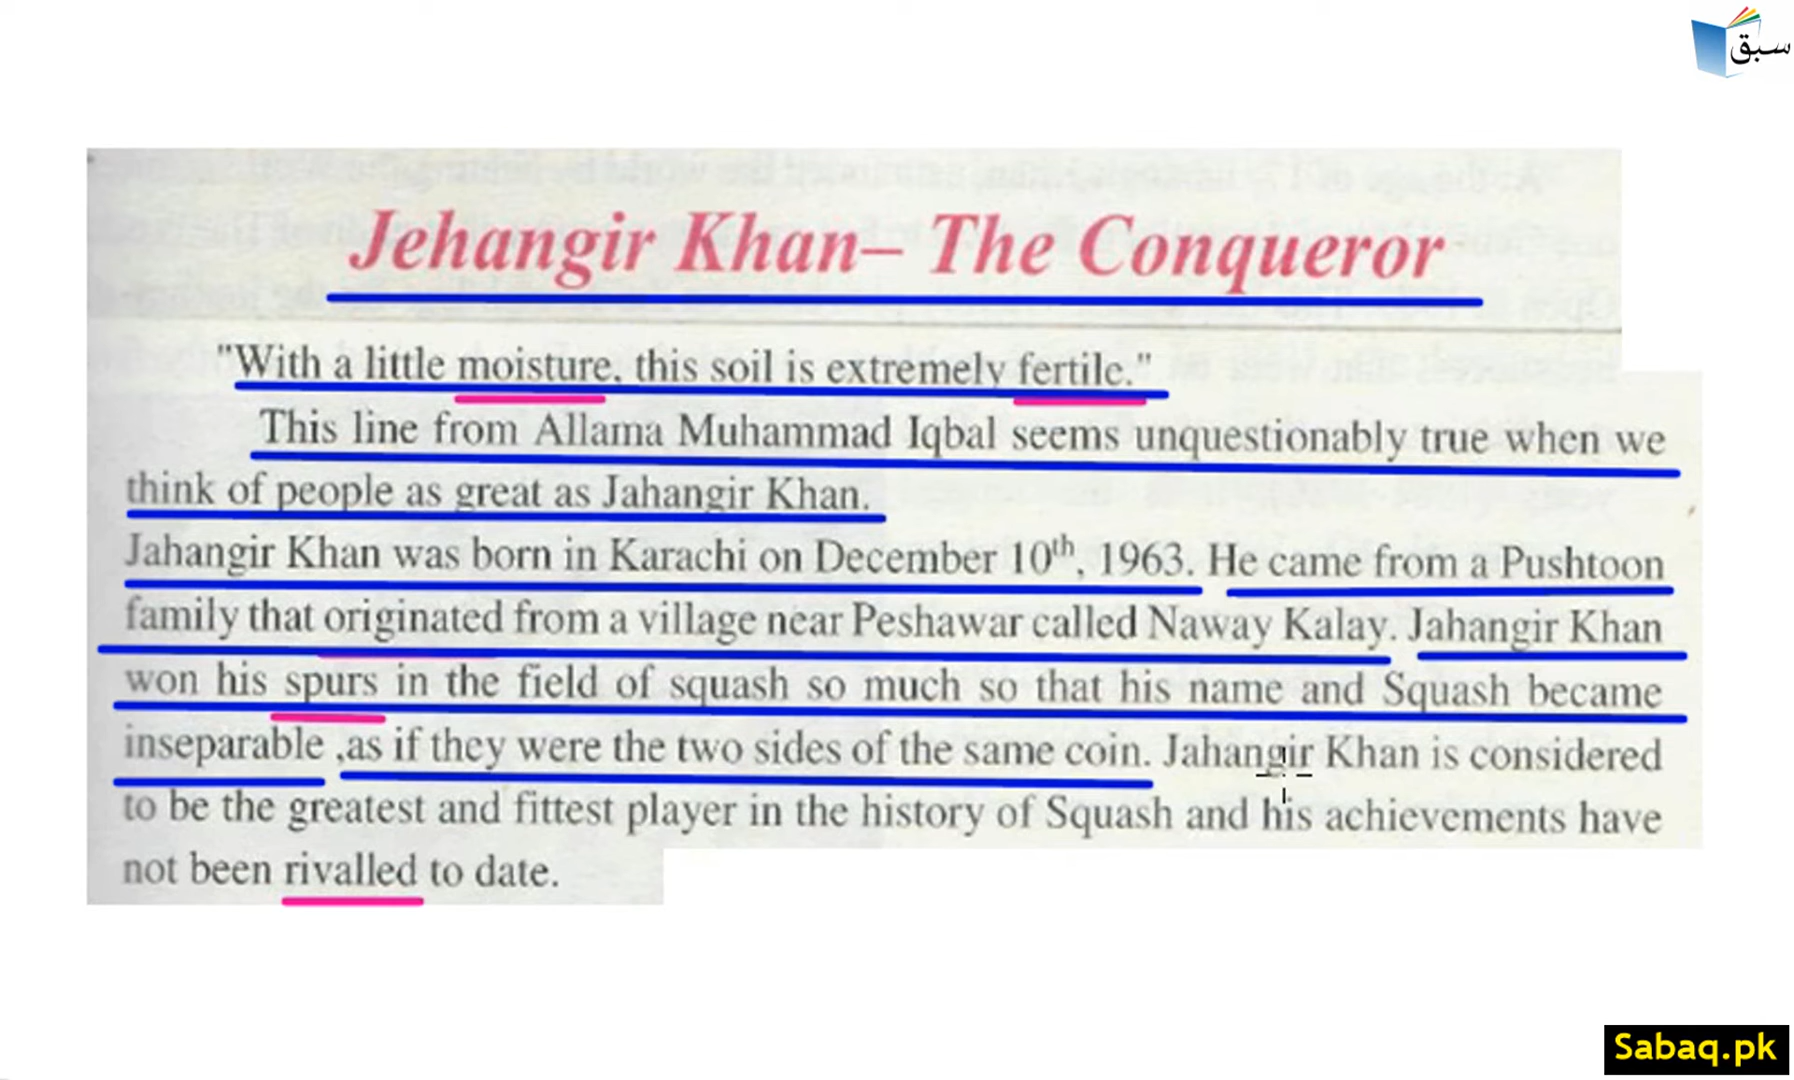 سبق
Jehangir Khan– The Conqueror
"With a little moisture, this soil is extremely fertile."
This line from Allama Muhammad Iqbal seems unquestionably true when we
think of people as great as Jahangir Khan.
Jahangir Khan was born in Karachi on December 10th, 1963. He came from a Pushtoon
family that originated from a village near Peshawar called Naway Kalay. Jahangir Khan
won his spurs in the field of squash so much so that his name and Squash became
inseparable ,as if they were the two sides of the same coin. Jahangir Khan is considered
to be the greatest and fittest player in the history of Squash and his achievements have
not been rivalled to date.
Sabaq.pk